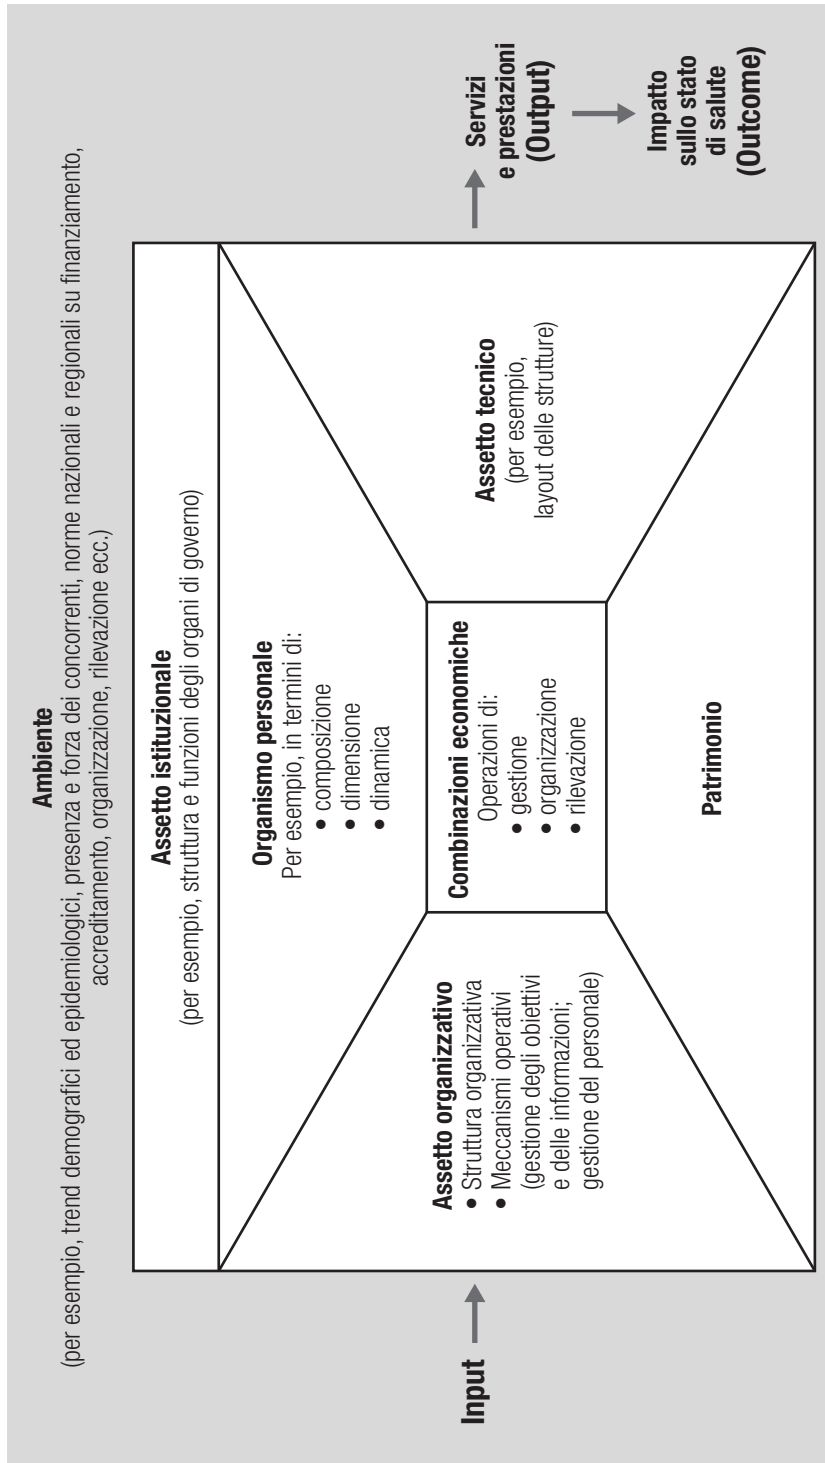 Ambiente
(per esempio, trend demografici ed epidemiologici, presenza e forza dei concorrenti, norme nazionali e regionali su finanziamento,
accreditamento, organizzazione, rilevazione ecc.)
Assetto istituzionale
(per esempio, struttura e funzioni degli organi di governo)
Organismo personale
Per esempio, in termini di:
• composizione
• dimensione
• dinamica
Input
Assetto organizzativo
• Struttura organizzativa
• Meccanismi operativi
(gestione degli obiettivi
e delle informazioni;
gestione del personale)
Combinazioni economiche
Operazioni di:
• gestione
• organizzazione
• rilevazione
Assetto tecnico
(per esempio,
layout delle strutture)
Patrimonio
Servizi
e prestazioni
(Output)
Impatto
sullo stato
di salute
(Outcome)